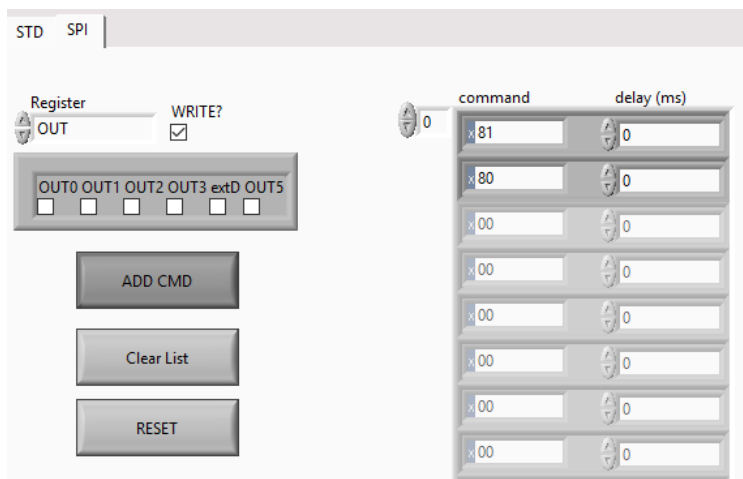 STD SPI
Register
WRITE?
OUT
OUT0 OUT1 OUT2 OUT3 extD OUT5
ADD CMD
Clear List
RESET
command delay (ms)
0 x 81 0
x 80 0
x 00 0
x 00 0
x 00 0
x 00 0
x 00 0
x 00 0